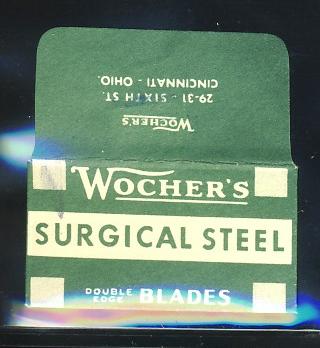 CINCINNATI - OHIO.
29-31 - SIXTH ST.
WOCHER'S
WOCHER'S
SURGICAL STEEL
DOUBLE EDGE BLADES